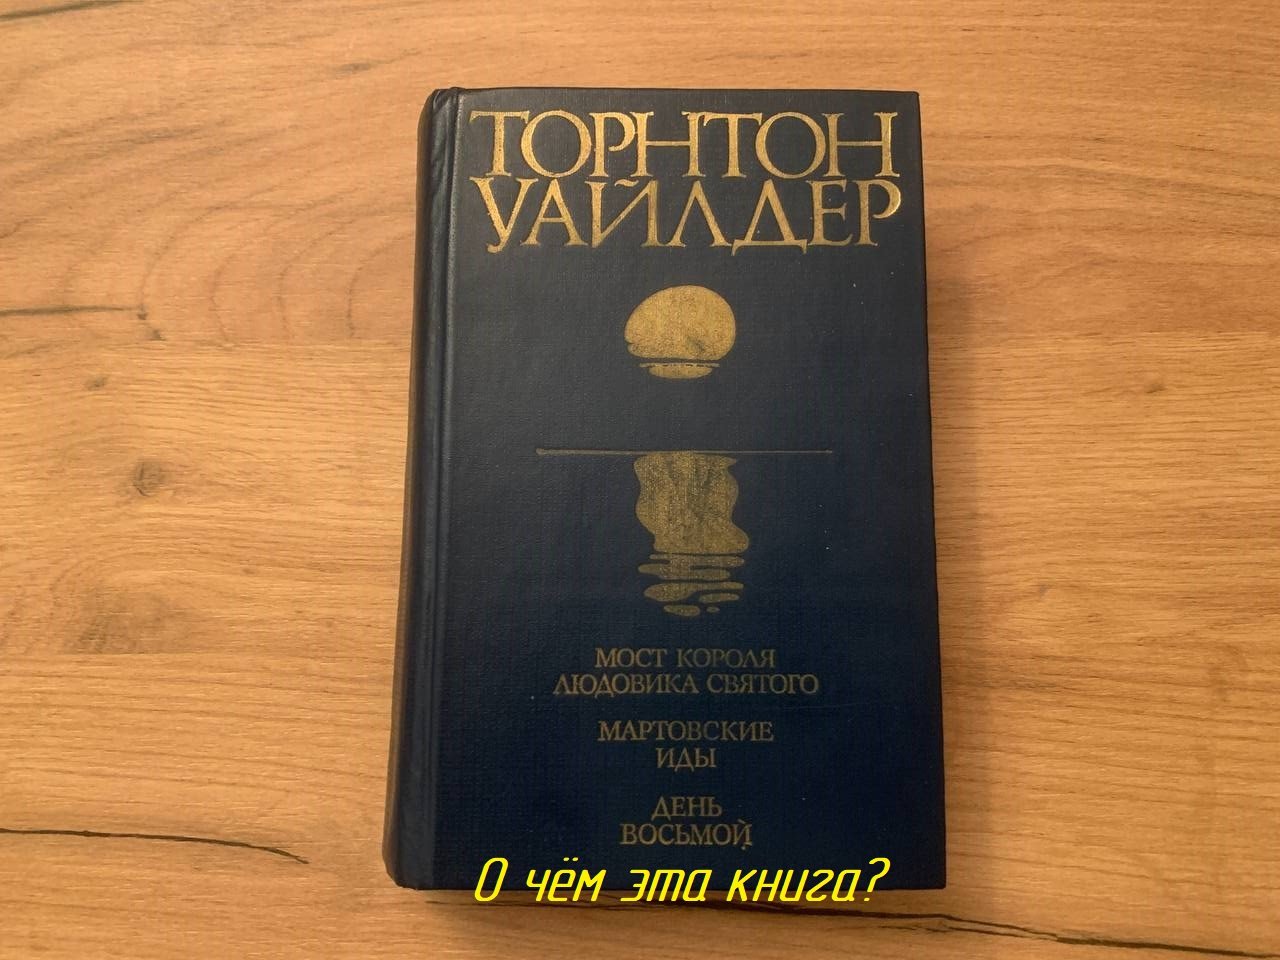 ТОРНТОН
УАЙЛДЕР
МОСТ КОРОЛЯ
ЛЮДОВИКА СВЯТОГО
МАРТОВСКИЕ
ИДЫ
ДЕНЬ
ВОСЬМОЙ
О чём эта книга?